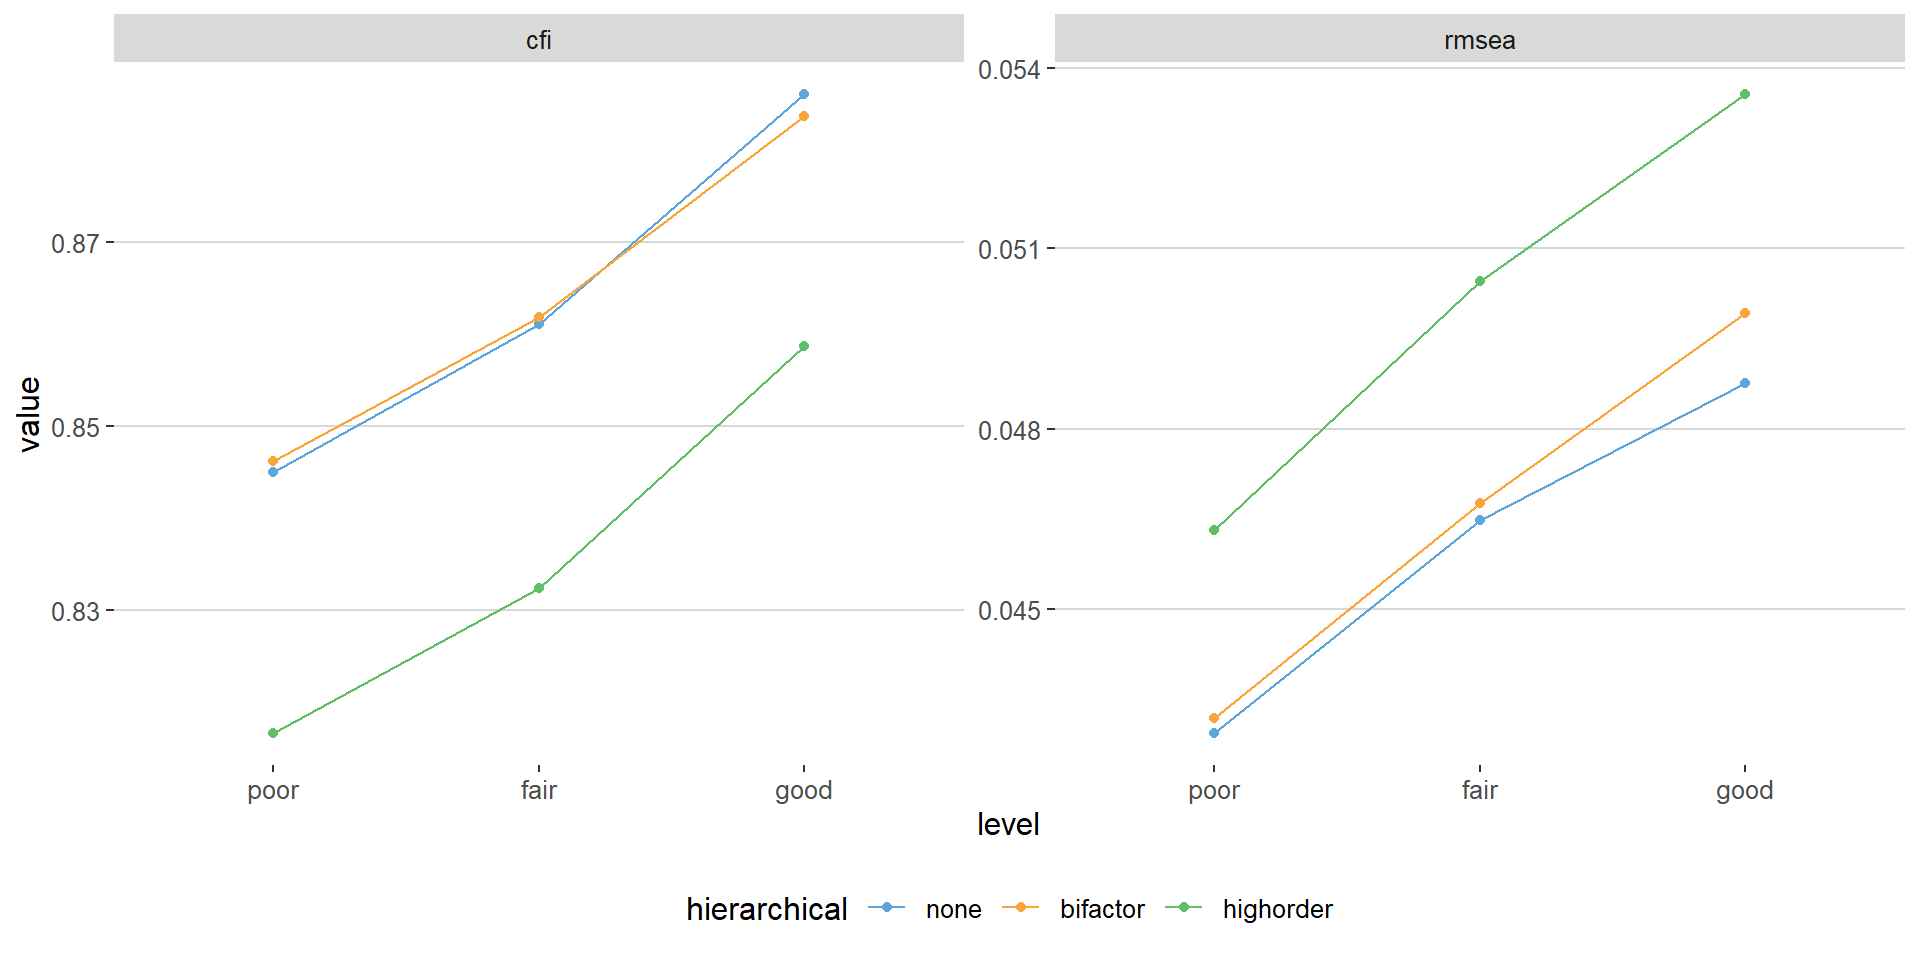 cfi
rmsea
value
0.87
0.85
0.83
0.054
0.051
0.048
0.045
poor fair good
poor fair good
level
hierarchical none bifactor highorder